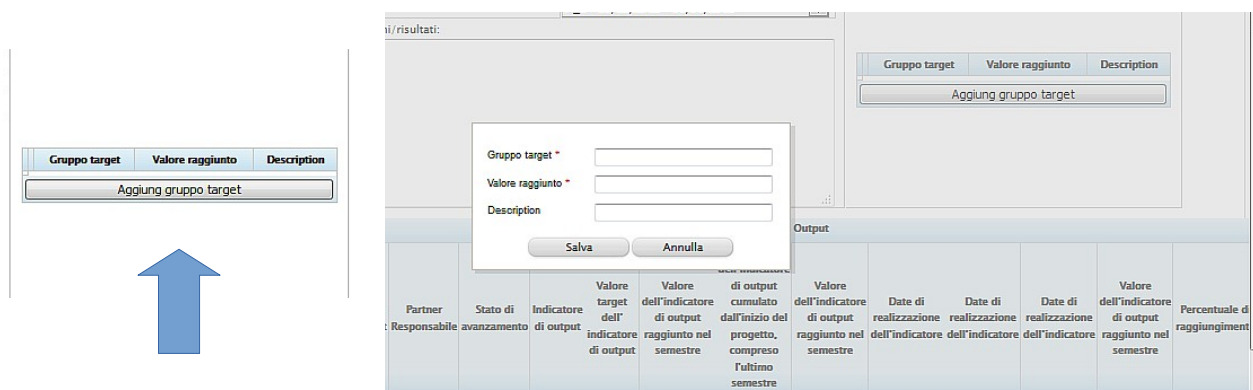 Gruppo target Valore raggiunto Description
Aggiung gruppo target
ni/risultati:
Gruppo target Valore raggiunto Description
Aggiung gruppo target
Gruppo target *
Valore raggiunto *
Description
Salva Annulla
Output
Partner
Responsabile
Stato di
avanzamento
Indicatore
di output
Valore
target
dell'
indicatore
di output
Valore
dell'indicatore
di output
raggiunto nel
semestre
dell'indicatore
di output
cumulato
dall'inizio del
progetto,
compreso
l'ultimo
semestre
Valore
dell'indicatore
di output
raggiunto nel
semestre
Date di
realizzazione
dell'indicatore
Date di
realizzazione
dell'indicatore
Date di
realizzazione
dell'indicatore
Valore
dell'indicatore
di output
raggiunto nel
semestre
Percentuale d
raggiungiment